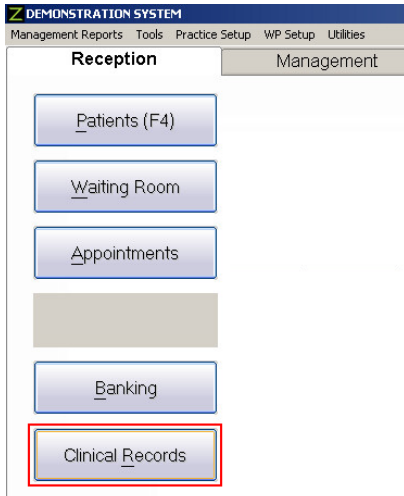 Z DEMONSTRATION SYSTEM
Management Reports Tools Practice Setup WP Setup Utilities
Reception Management
Patients (F4)
Waiting Room
Appointments
Banking
Clinical Records